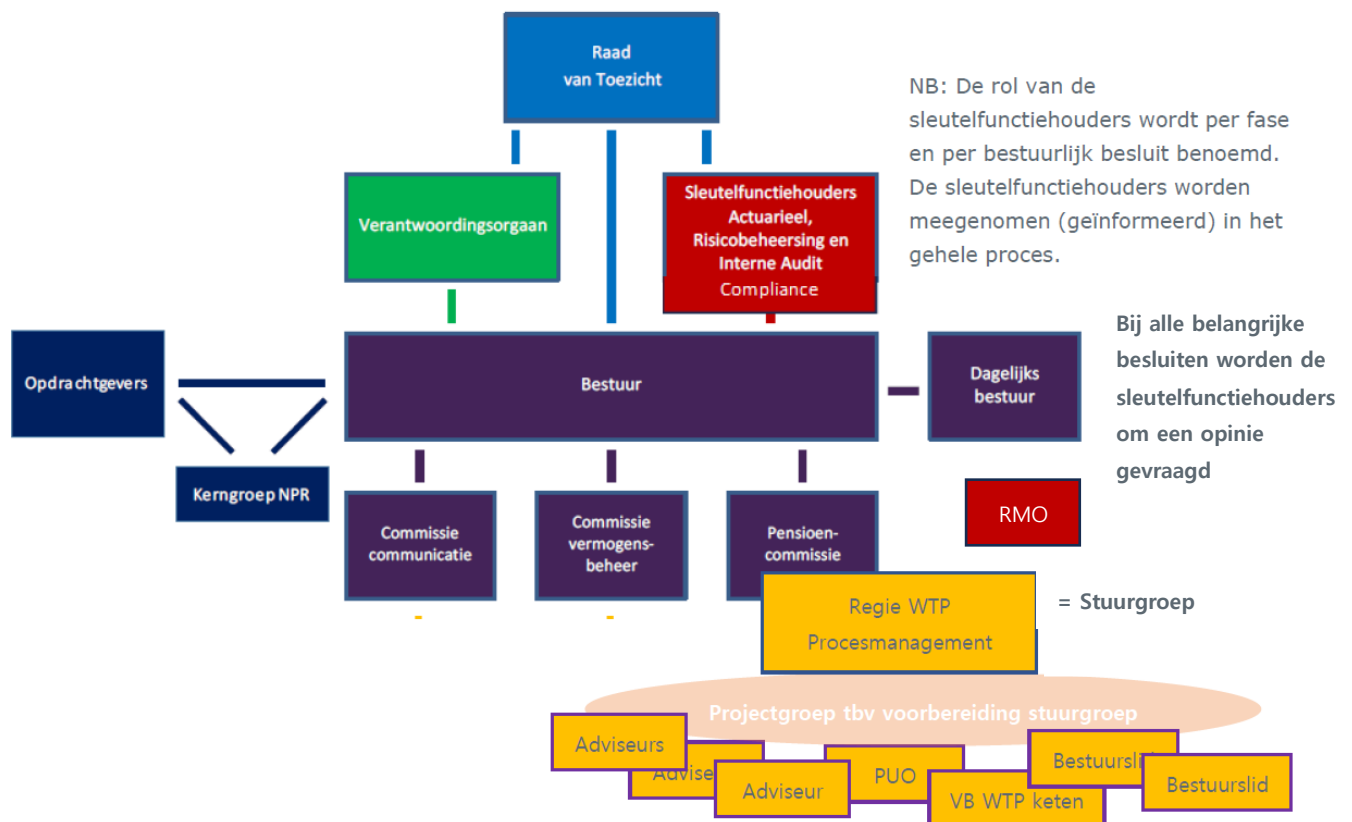 Raad
van Toezicht
NB: De rol van de
sleutelfunctiehouders wordt per fase
en per bestuurlijk besluit benoemd.
De sleutelfunctiehouders worden
meegenomen (geïnformeerd) in het
gehele proces.
Verantwoordingsorgaan
Sleutelfunctiehouders
Actuarieel,
Risicobeheersing en
Interne Audit
Compliance
Bij alle belangrijke
besluiten worden de
sleutelfunctiehouders
om een opinie
gevraagd
Opdrachtgevers
Bestuur
Dagelijks
bestuur
Kerngroep NPR
Commissie
communicatie
Commissie
vermogens-
beheer
Pensioen-
commissie
RMO
Regie WTP
Procesmanagement
= Stuurgroep
Projectgroep tbv voorbereiding stuurgroep
Adviseurs
Adviseur
PUO
VB WTP keten
Bestuurslid